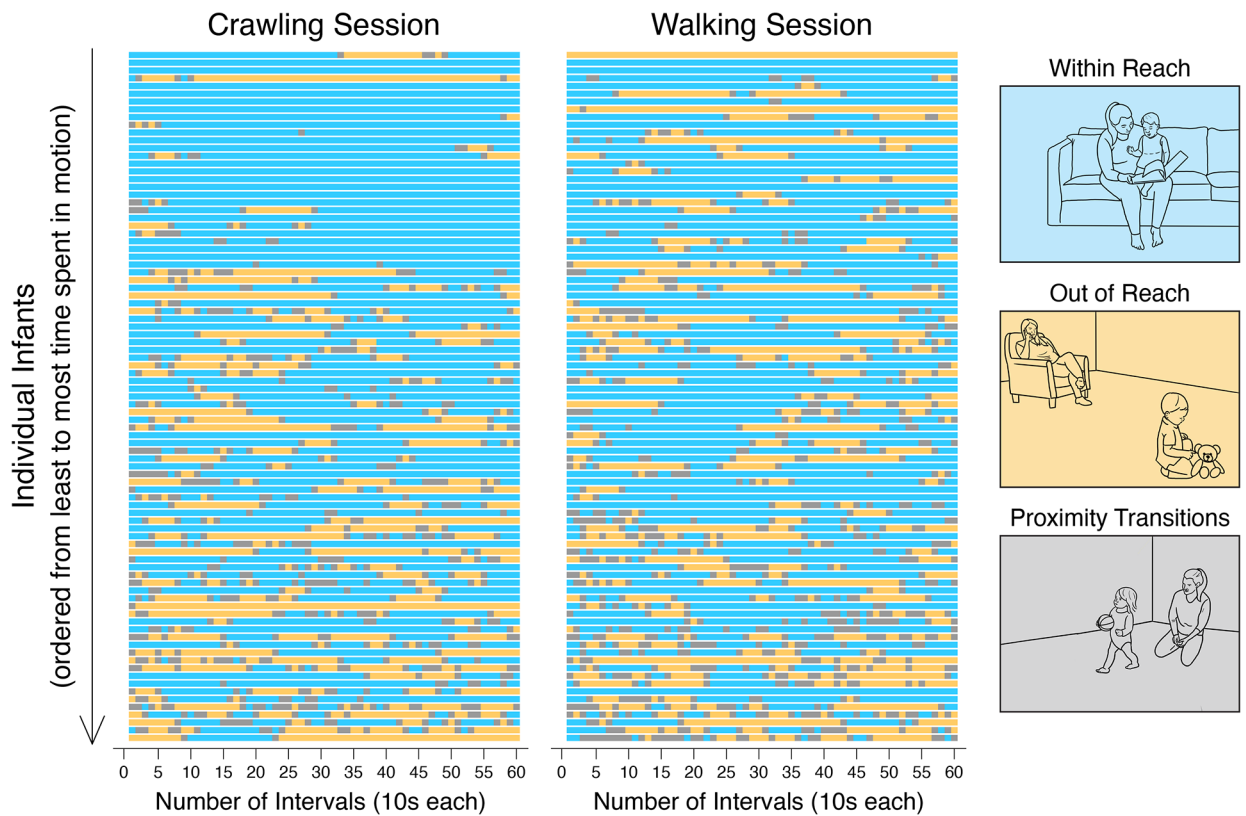 Crawling Session
Walking Session
Individual Infants
(ordered from least to most time spent in motion)
0 5 10 15 20 25 30 35 40 45 50 55 60
Number of Intervals (10s each)
0 5 10 15 20 25 30 35 40 45 50 55 60
Number of Intervals (10s each)
Within Reach
Out of Reach
Proximity Transitions